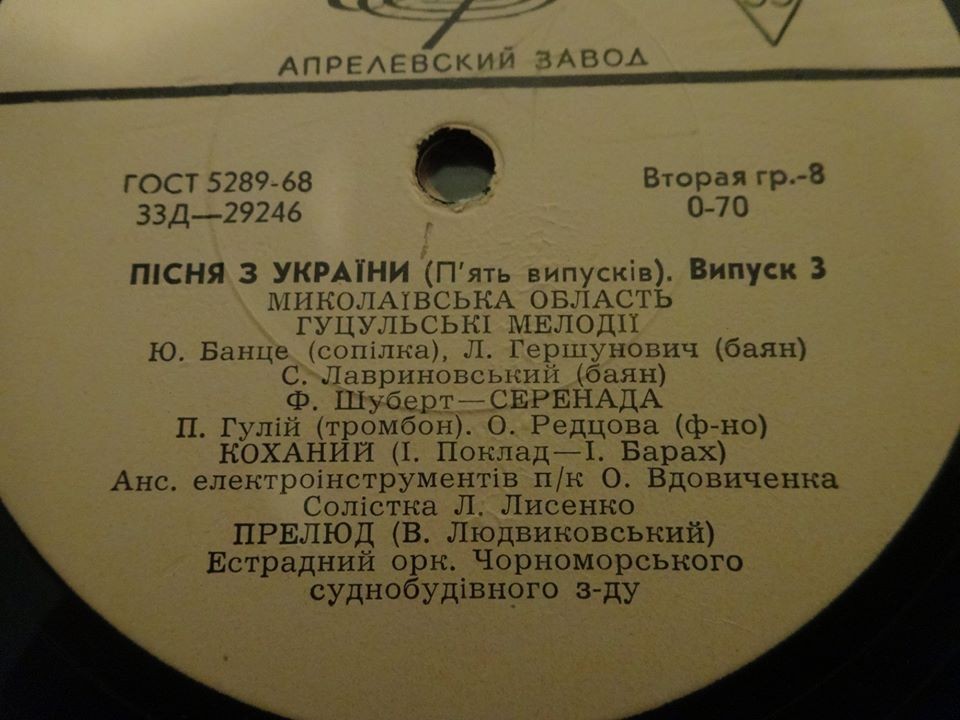 АПРЕЛЕВСКИЙ ЗАВОД
ГОСТ 5289-68
33Д—29246
Вторая гр.-8
0-70
ПІСНЯ З УКРАЇНИ (П'ять випусків). Випуск 3
МИКОЛАЇВСЬКА ОБЛАСТЬ
ГУЦУЛЬСЬКІ МЕЛОДІЇ
Ю. Банце (сопілка), Л. Гершунович (баян)
С. Лавриновський (баян)
Ф. Шуберт—СЕРЕНАДА
П. Гулій (тромбон). О. Редцова (ф-но)
КОХАНИЙ (І. Поклад—І. Барах)
Анс. електроінструментів п/к О. Вдовиченка
Солістка Л. Лисенко
ПРЕЛЮД (В. Людвиковський)
Естрадний орк. Чорноморського
суднобудівного з-ду